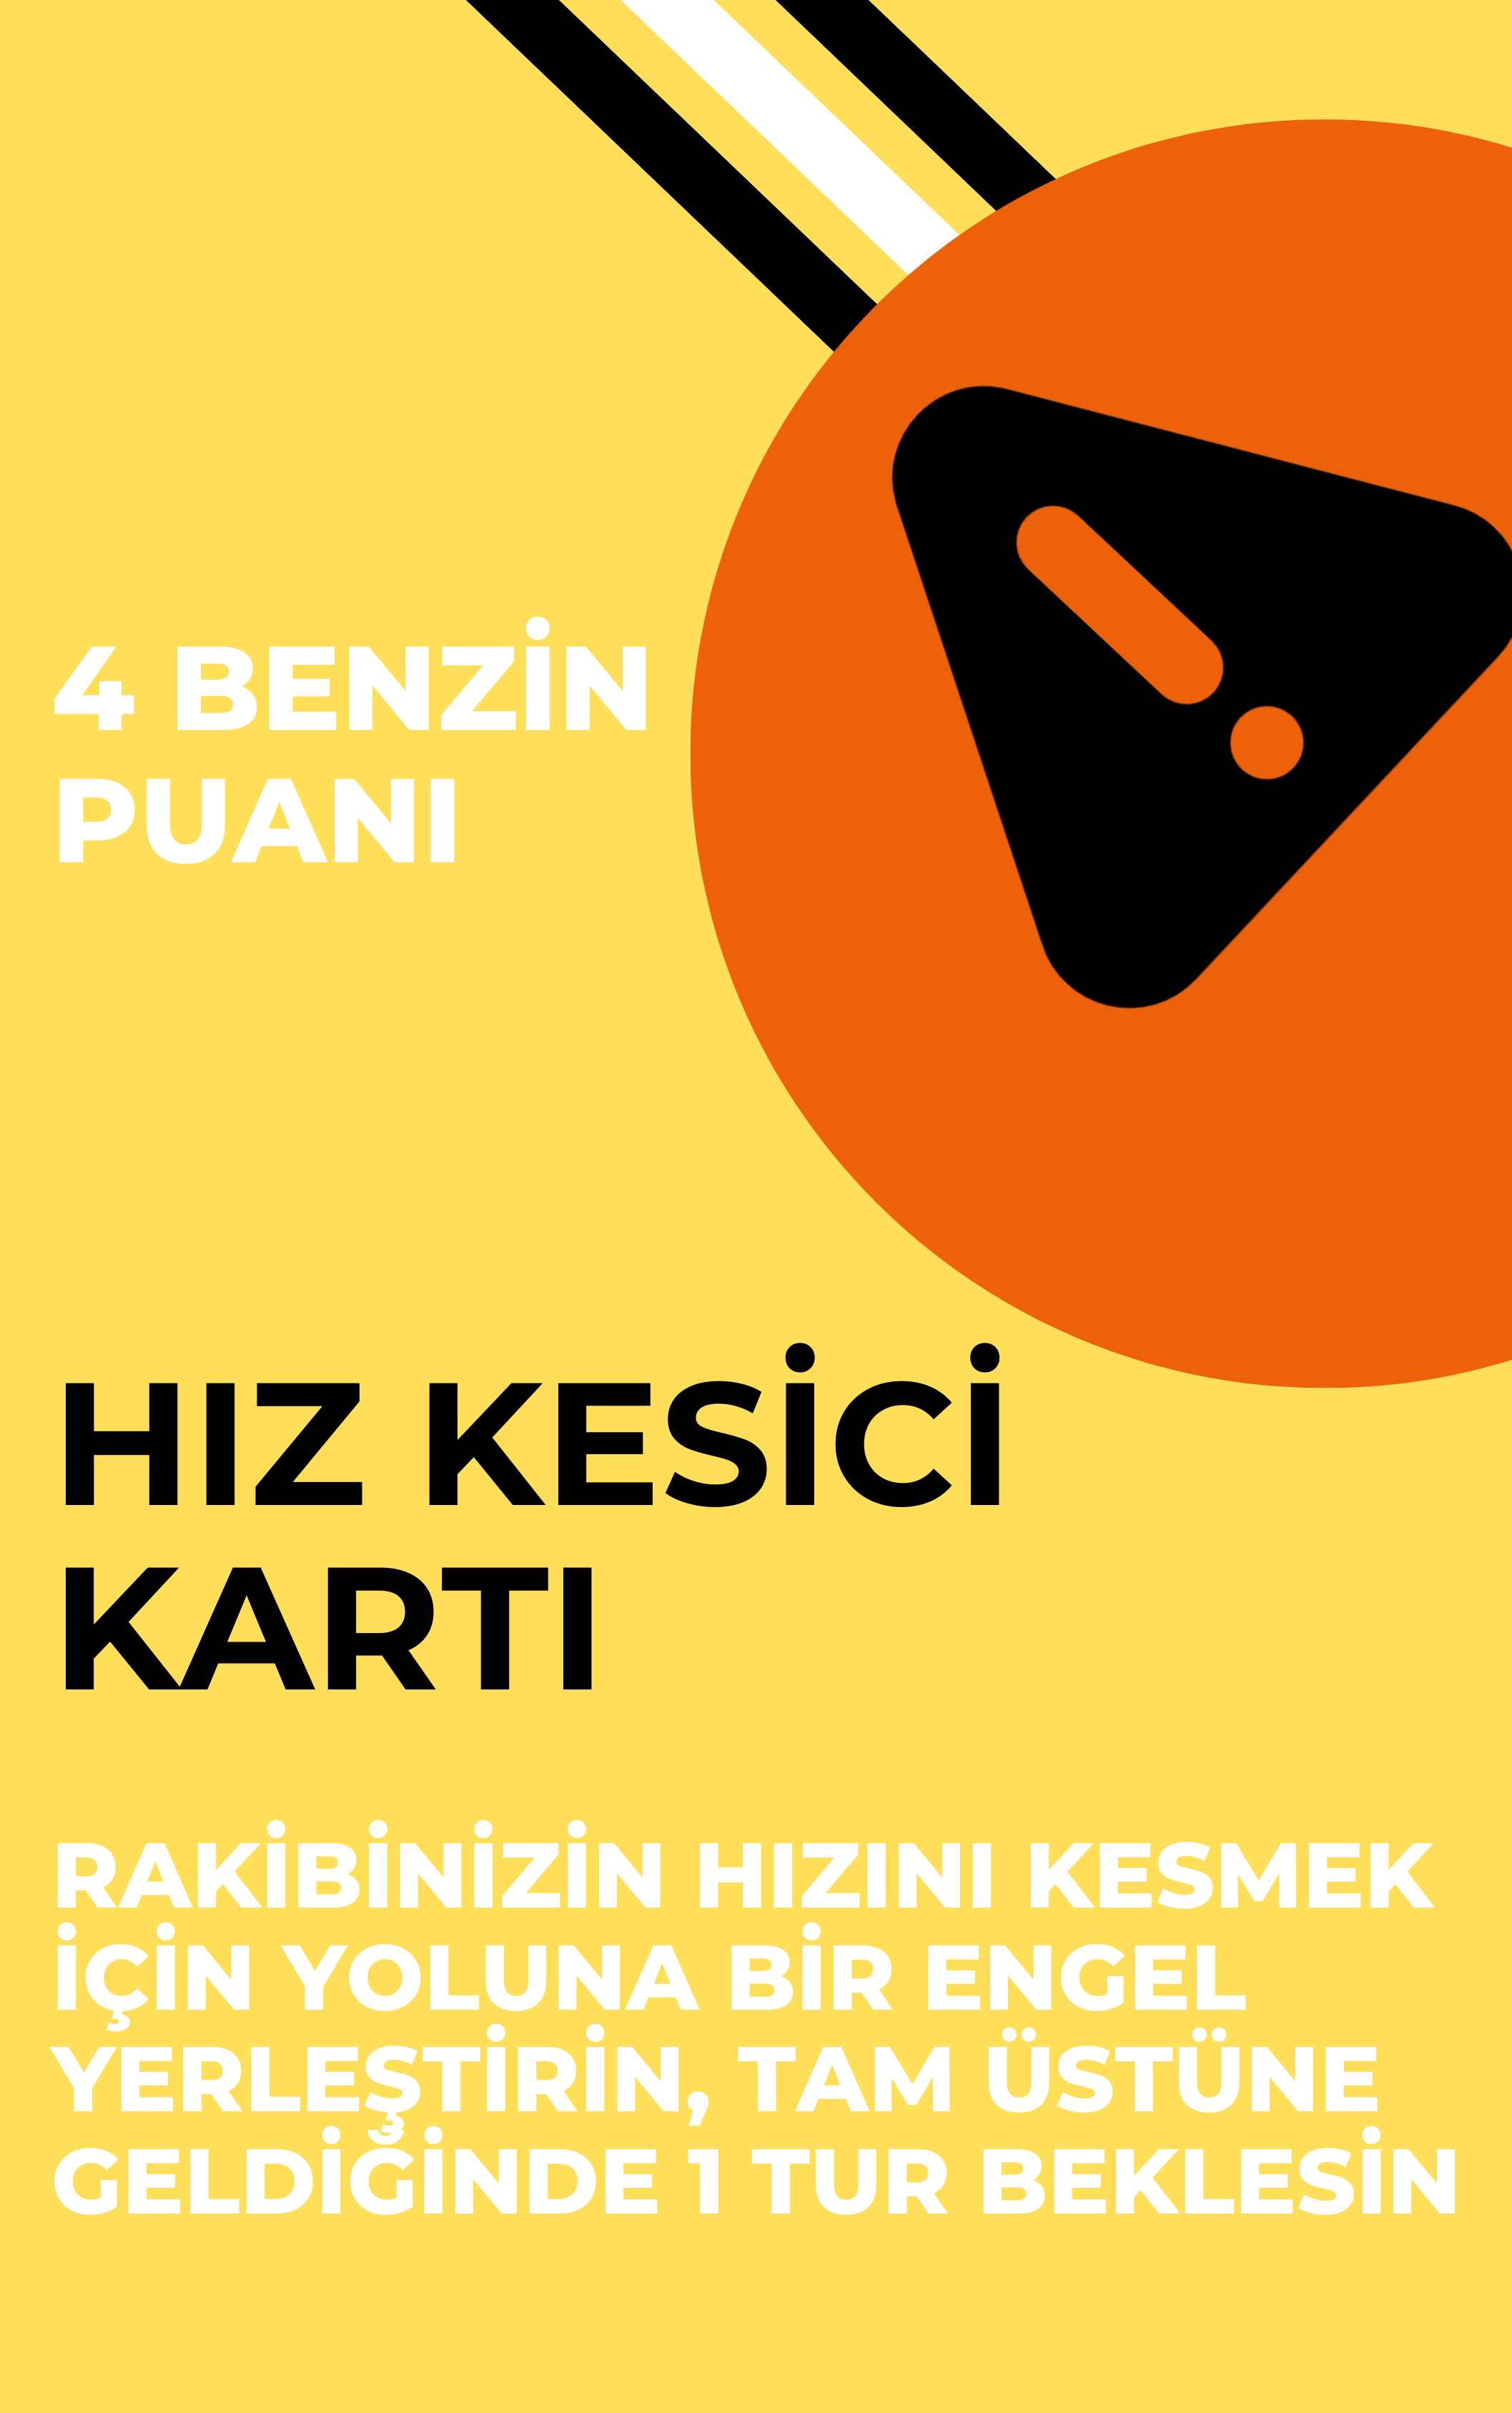 4 BENZİN
PUANI
HIZ KESİCİ
KARTI
RAKİBİNİZİN HIZINI KESMEK
İÇİN YOLUNA BİR ENGEL
YERLEŞTİRİN, TAM ÜSTÜNE
GELDİĞİNDE 1 TUR BEKLESİN